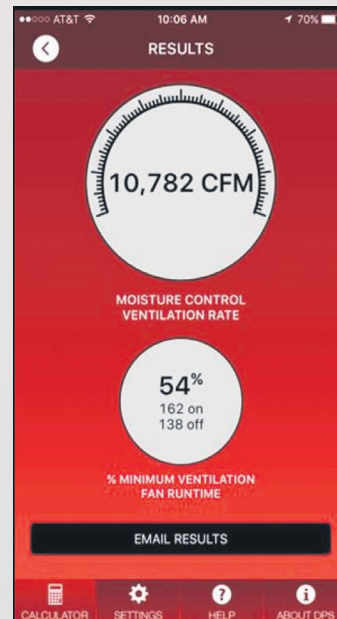 ●●○○○ AT&T 10:06 AM 70%
RESULTS
10,782 CFM
MOISTURE CONTROL
VENTILATION RATE
54%
162 on
138 off
% MINIMUM VENTILATION
FAN RUNTIME
EMAIL RESULTS
CALCULATOR SETTINGS HELP ABOUT DPS